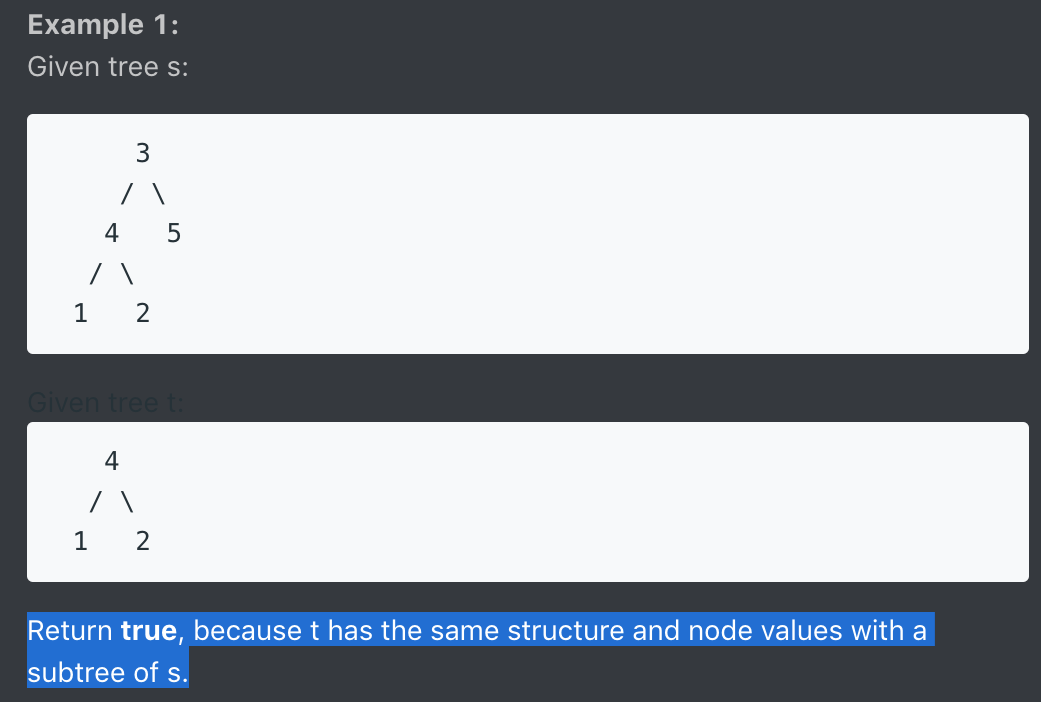 Example 1:
Given tree s:
3
/ \
4 5
/ \
1 2
Given tree t:
4
/ \
1 2
Return true, because t has the same structure and node values with a
subtree of s.